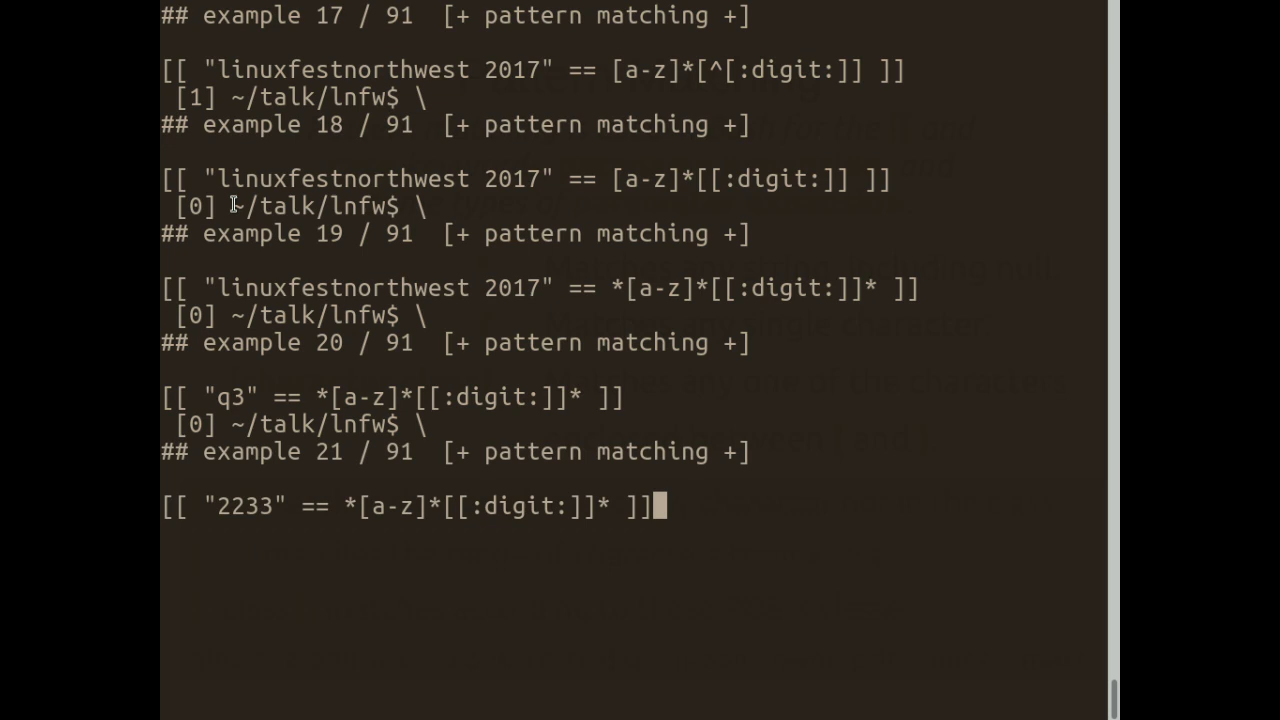 ## example 17 / 91  [+ pattern matching +]
[[ "linuxfestnorthwest 2017" == [a-z]*[^[:digit:]] ]]
[1] ~/talk/lnfw$ \
## example 18 / 91  [+ pattern matching +]
[[ "linuxfestnorthwest 2017" == [a-z]*[[:digit:]] ]]
[0] ~/talk/lnfw$ \
## example 19 / 91  [+ pattern matching +]
[[ "linuxfestnorthwest 2017" == *[a-z]*[[:digit:]]* ]]
[0] ~/talk/lnfw$ \
## example 20 / 91  [+ pattern matching +]
[[ "q3" == *[a-z]*[[:digit:]]* ]]
[0] ~/talk/lnfw$ \
## example 21 / 91  [+ pattern matching +]
[[ "2233" == *[a-z]*[[:digit:]]* ]]